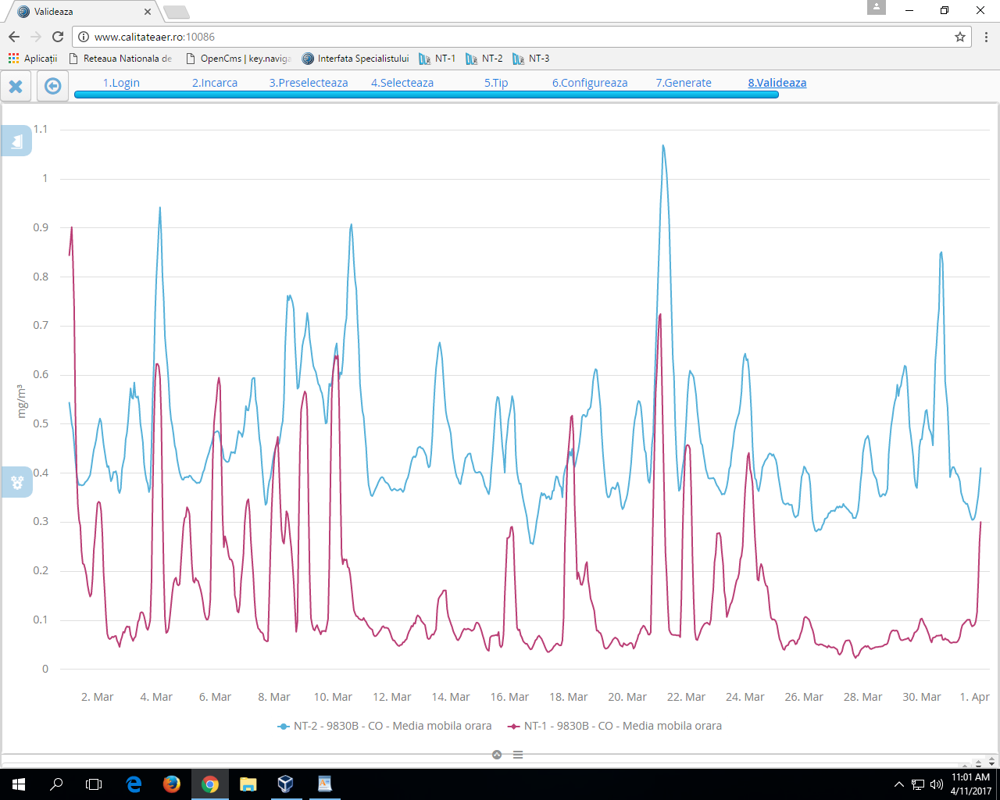 Valideaza
www.calitateaer.ro:10086
Aplicații Reteaua Nationala de OpenCms | key.naviga Interfata Specialistului NT-1 NT-2 NT-3
1.Login 2.Incarca 3.Preselecteaza 4.Selecteaza 5.Tip 6.Configureaza 7.Generate 8.Valideaza
1.1
1
0.9
0.8
0.7
0.6
0.5
0.4
0.3
0.2
0.1
0
mg/m³
2. Mar 4. Mar 6. Mar 8. Mar 10. Mar 12. Mar 14. Mar 16. Mar 18. Mar 20. Mar 22. Mar 24. Mar 26. Mar 28. Mar 30. Mar 1. Apr
NT-2 - 9830B - CO - Media mobila orara NT-1 - 9830B - CO - Media mobila orara
11:01 AM
4/11/2017